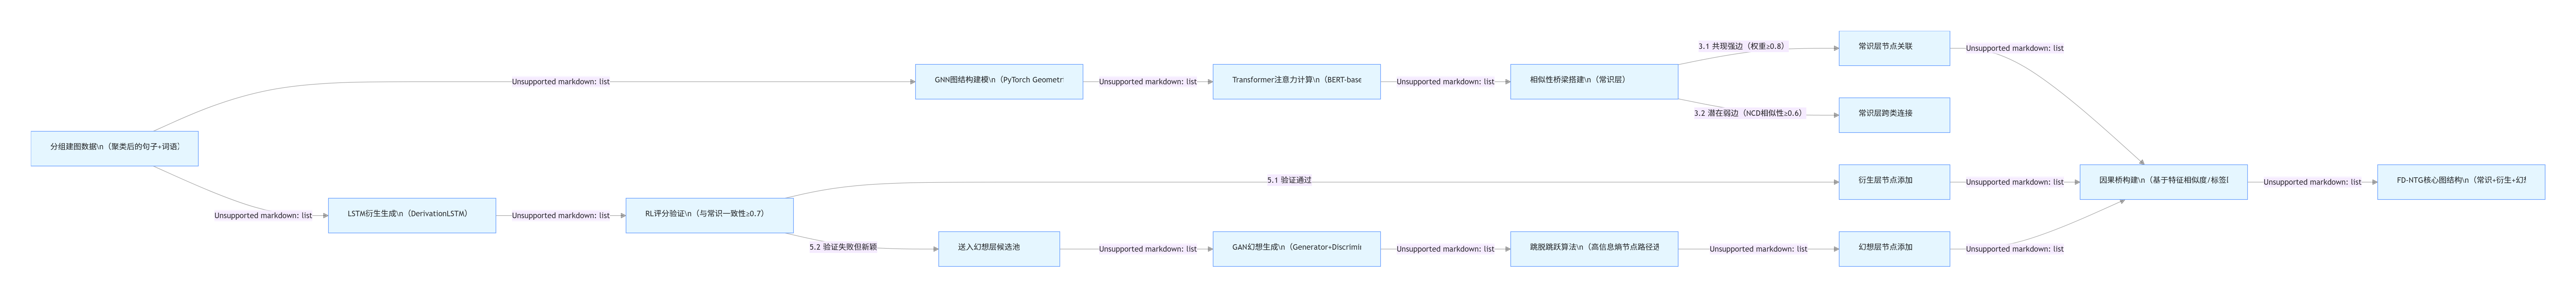 分组建图数据\n（聚类后的句子+词语）
Unsupported markdown: list
GNN图结构建模\n（PyTorch Geometr
Unsupported markdown: list
Transformer注意力计算\n（BERT-base
Unsupported markdown: list
相似性桥梁搭建\n（常识层）
3.1 共现强边（权重≥0.8）
常识层节点关联
Unsupported markdown: list
3.2 潜在弱边（NCD相似性≥0.6）
常识层跨类连接
Unsupported markdown: list
LSTM衍生生成\n（DerivationLSTM）
Unsupported markdown: list
RL评分验证\n（与常识一致性≥0.7）
5.1 验证通过
衍生层节点添加
Unsupported markdown: list
5.2 验证失败但新颖
送入幻想层候选池
Unsupported markdown: list
GAN幻想生成\n（Generator+Discrimi
Unsupported markdown: list
跳脱跳跃算法\n（高信息熵节点路径
Unsupported markdown: list
幻想层节点添加
Unsupported markdown: list
因果桥构建\n（基于特征相似度/标签
Unsupported markdown: list
FD-NTG核心图结构\n（常识+衍生+幻